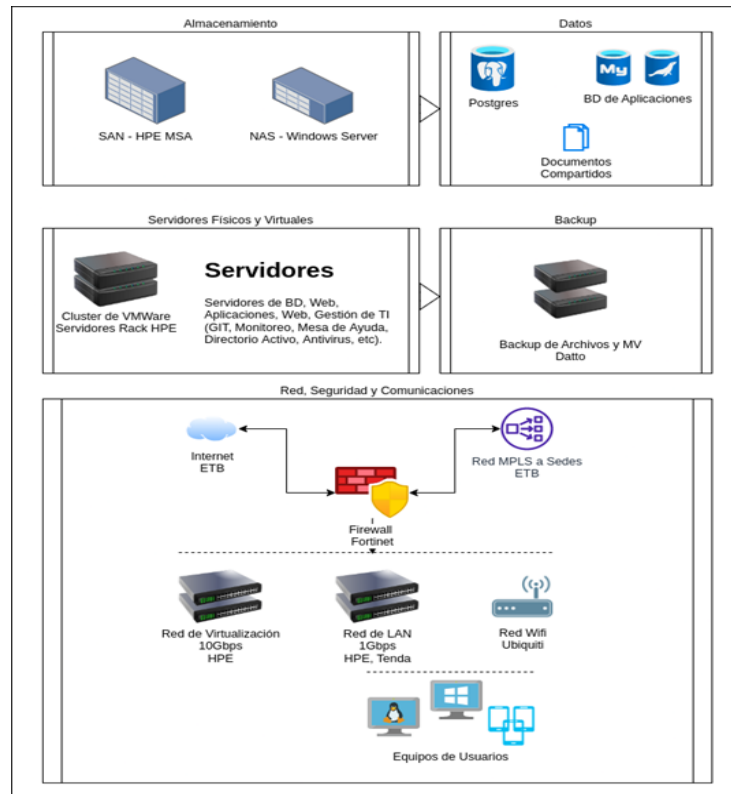 Almacenamiento
Datos
SAN - HPE MSA
NAS - Windows Server
Postgres
My
BD de Aplicaciones
Documentos
Compartidos
Servidores Físicos y Virtuales
Backup
Cluster de VMWare
Servidores Rack HPE
Servidores
Servidores de BD, Web,
Aplicaciones, Web, Gestión de TI
(GIT, Monitoreo, Mesa de Ayuda,
Directorio Activo, Antivirus, etc).
Backup de Archivos y MV
Datto
Red, Seguridad y Comunicaciones
Internet
ETB
Red MPLS a Sedes
ETB
Firewall
Fortinet
Red de Virtualización
10Gbps
HPE
Red de LAN
1Gbps
HPE, Tenda
Red Wifi
Ubiquiti
Equipos de Usuarios